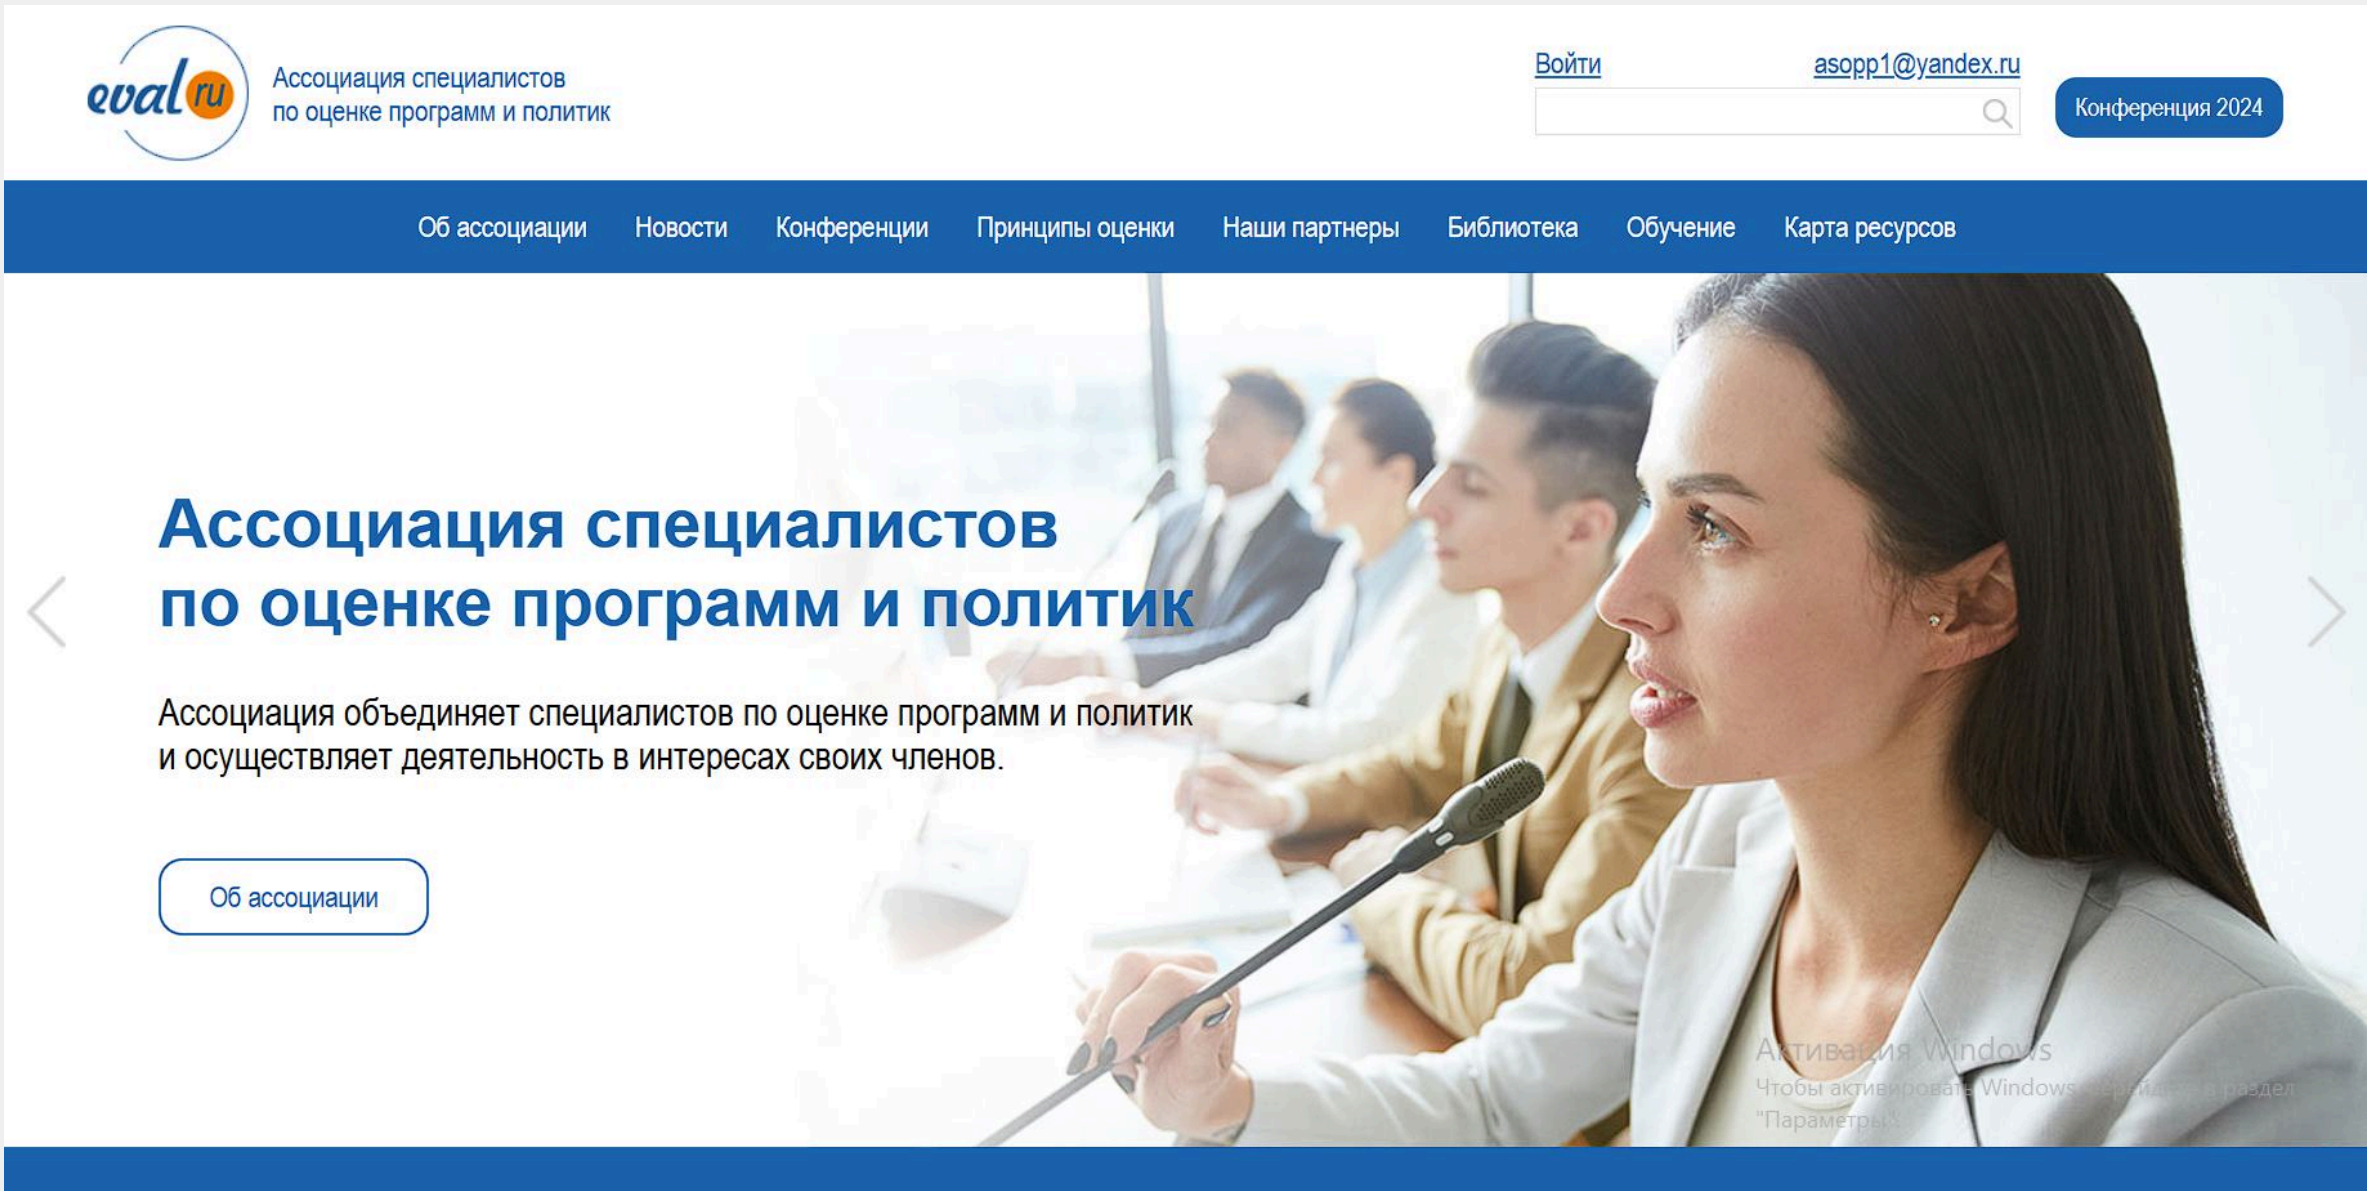 eval ru
Ассоциация специалистов
по оценке программ и политик
Войти
asopp1@yandex.ru
Конференция 2024
Об ассоциации
Новости
Конференции
Принципы оценки
Наши партнеры
Библиотека
Обучение
Карта ресурсов
Ассоциация специалистов
по оценке программ и политик
Ассоциация объединяет специалистов по оценке программ и политик
и осуществляет деятельность в интересах своих членов.
Об ассоциации
Активация Windows
Чтобы активировать Windows, перейдите в раздел
"Параметры".